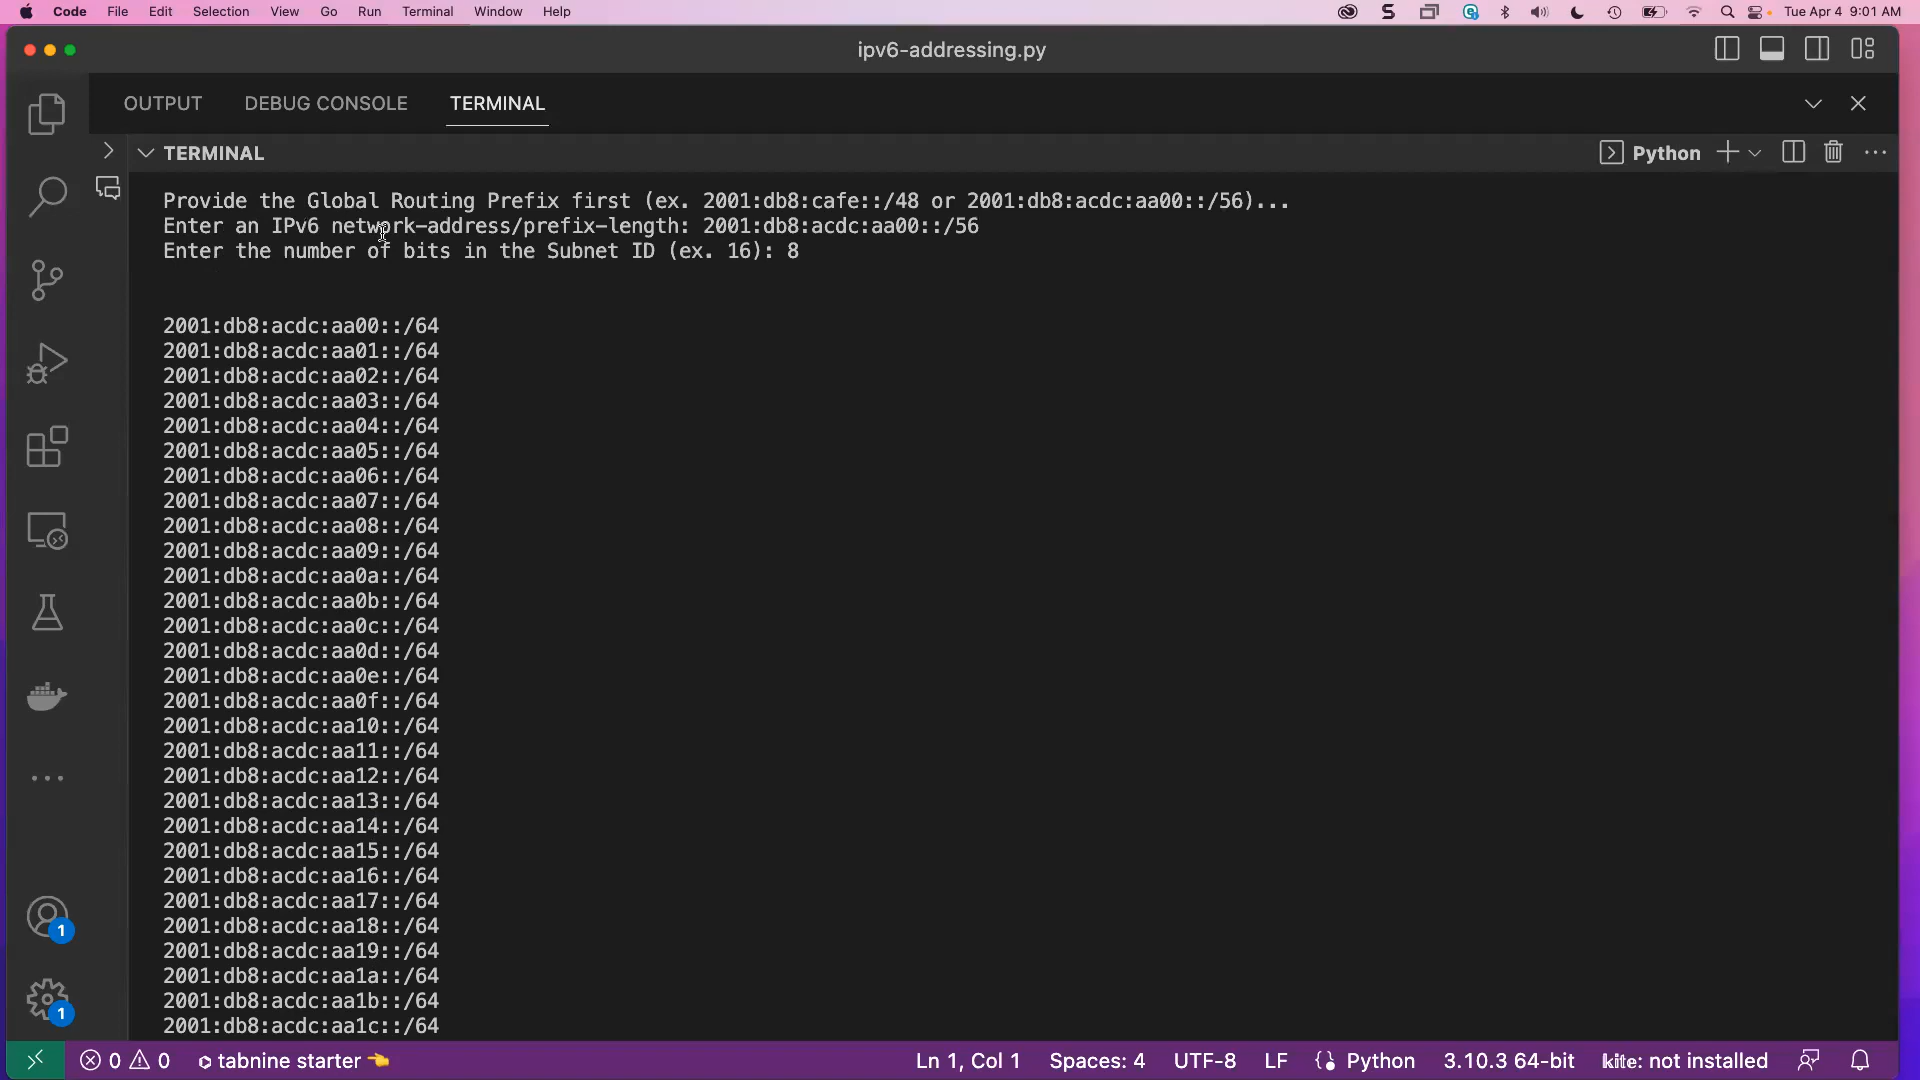 Code File Edit Selection View Go Run Terminal Window Help Tue Apr 4 9:01 AM
ipv6-addressing.py
OUTPUT DEBUG CONSOLE TERMINAL
TERMINAL Python
Provide the Global Routing Prefix first (ex. 2001:db8:cafe::/48 or 2001:db8:acdc:aa00::/56)...
Enter an IPv6 network-address/prefix-length: 2001:db8:acdc:aa00::/56
Enter the number of bits in the Subnet ID (ex. 16): 8
2001:db8:acdc:aa00::/64
2001:db8:acdc:aa01::/64
2001:db8:acdc:aa02::/64
2001:db8:acdc:aa03::/64
2001:db8:acdc:aa04::/64
2001:db8:acdc:aa05::/64
2001:db8:acdc:aa06::/64
2001:db8:acdc:aa07::/64
2001:db8:acdc:aa08::/64
2001:db8:acdc:aa09::/64
2001:db8:acdc:aa0a::/64
2001:db8:acdc:aa0b::/64
2001:db8:acdc:aa0c::/64
2001:db8:acdc:aa0d::/64
2001:db8:acdc:aa0e::/64
2001:db8:acdc:aa0f::/64
2001:db8:acdc:aa10::/64
2001:db8:acdc:aa11::/64
2001:db8:acdc:aa12::/64
2001:db8:acdc:aa13::/64
2001:db8:acdc:aa14::/64
2001:db8:acdc:aa15::/64
2001:db8:acdc:aa16::/64
2001:db8:acdc:aa17::/64
2001:db8:acdc:aa18::/64
2001:db8:acdc:aa19::/64
2001:db8:acdc:aa1a::/64
2001:db8:acdc:aa1b::/64
2001:db8:acdc:aa1c::/64
1
1
0 0 tabnine starter 👈 Ln 1, Col 1 Spaces: 4 UTF-8 LF {} Python 3.10.3 64-bit kite: not installed